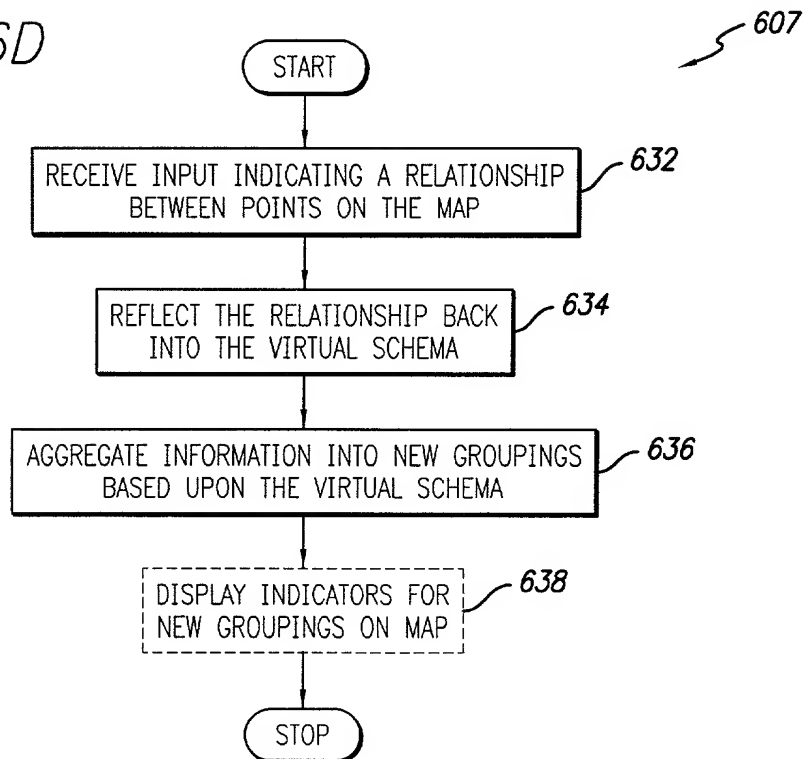 6D
607
START
RECEIVE INPUT INDICATING A RELATIONSHIP
BETWEEN POINTS ON THE MAP
632
REFLECT THE RELATIONSHIP BACK
INTO THE VIRTUAL SCHEMA
634
AGGREGATE INFORMATION INTO NEW GROUPINGS
BASED UPON THE VIRTUAL SCHEMA
636
DISPLAY INDICATORS FOR
NEW GROUPINGS ON MAP
638
STOP